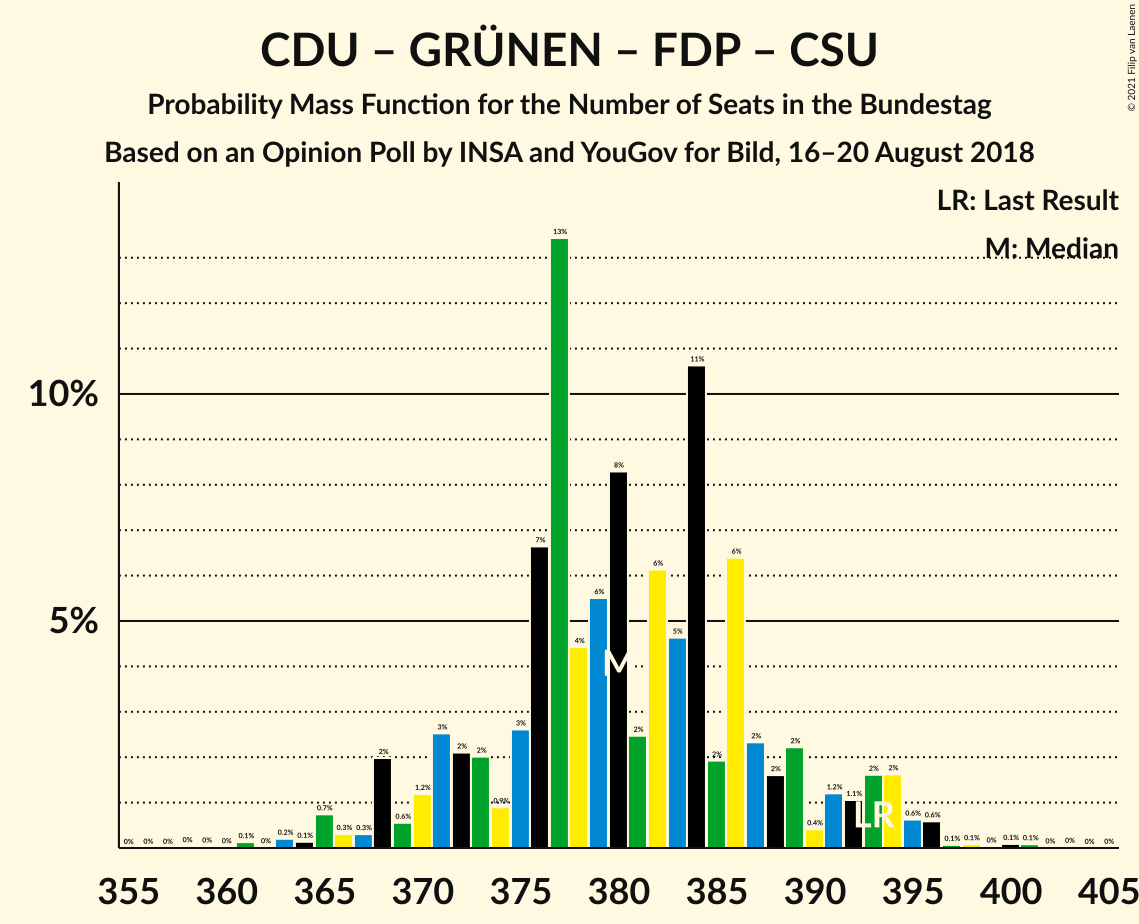 CDU – GRÜNEN – FDP – CSU
Probability Mass Function for the Number of Seats in the Bundestag
Based on an Opinion Poll by INSA and YouGov for Bild, 16–20 August 2018
© 2021 Filip van Laenen
LR: Last Result
M: Median
10%
5%
0% 0% 0% 0% 0% 0% 0.1% 0% 0.2% 0.1% 0.7% 0.3% 0.3% 2% 0.6% 1.2% 3% 2% 2% 0.9% 3% 7% 13% 4% 6% 8% 2% 6% 5% 11% 2% 6% 2% 2% 2% 0.4% 1.2% 1.1% 2% 2% 0.6% 0.6% 0.1% 0.1% 0% 0.1% 0.1% 0% 0% 0% 0%
M
LR
355 360 365 370 375 380 385 390 395 400 405